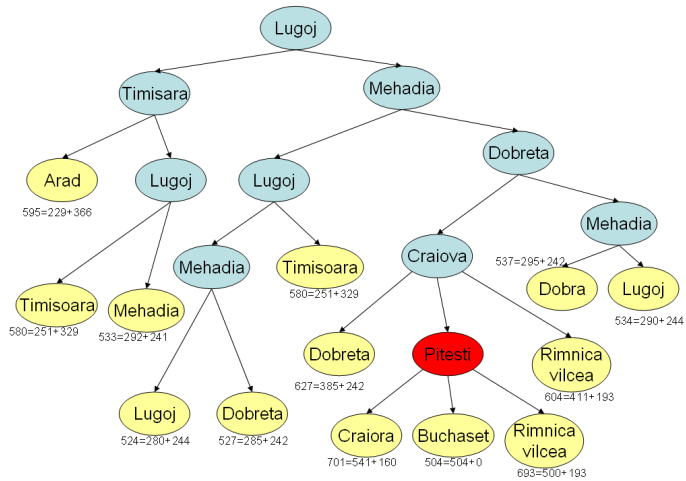 Lugoj
Timisara
Mehadia
Dobreta
Arad
Lugoj
Lugoj
595=229+366
Mehadia
537=295+242
Mehadia
Timisoara
Craiova
Timisoara
Mehadia
Dobra
Lugoj
580=251+329
533=292+241
580=251+329
534=290+244
Dobreta
Pitesti
Rimnica
vilcea
627=385+242
604=411+193
Lugoj
Dobreta
Craiora
Buchaset
Rimnica
vilcea
524=280+244
527=285+242
701=541+160
504=504+0
693=500+193